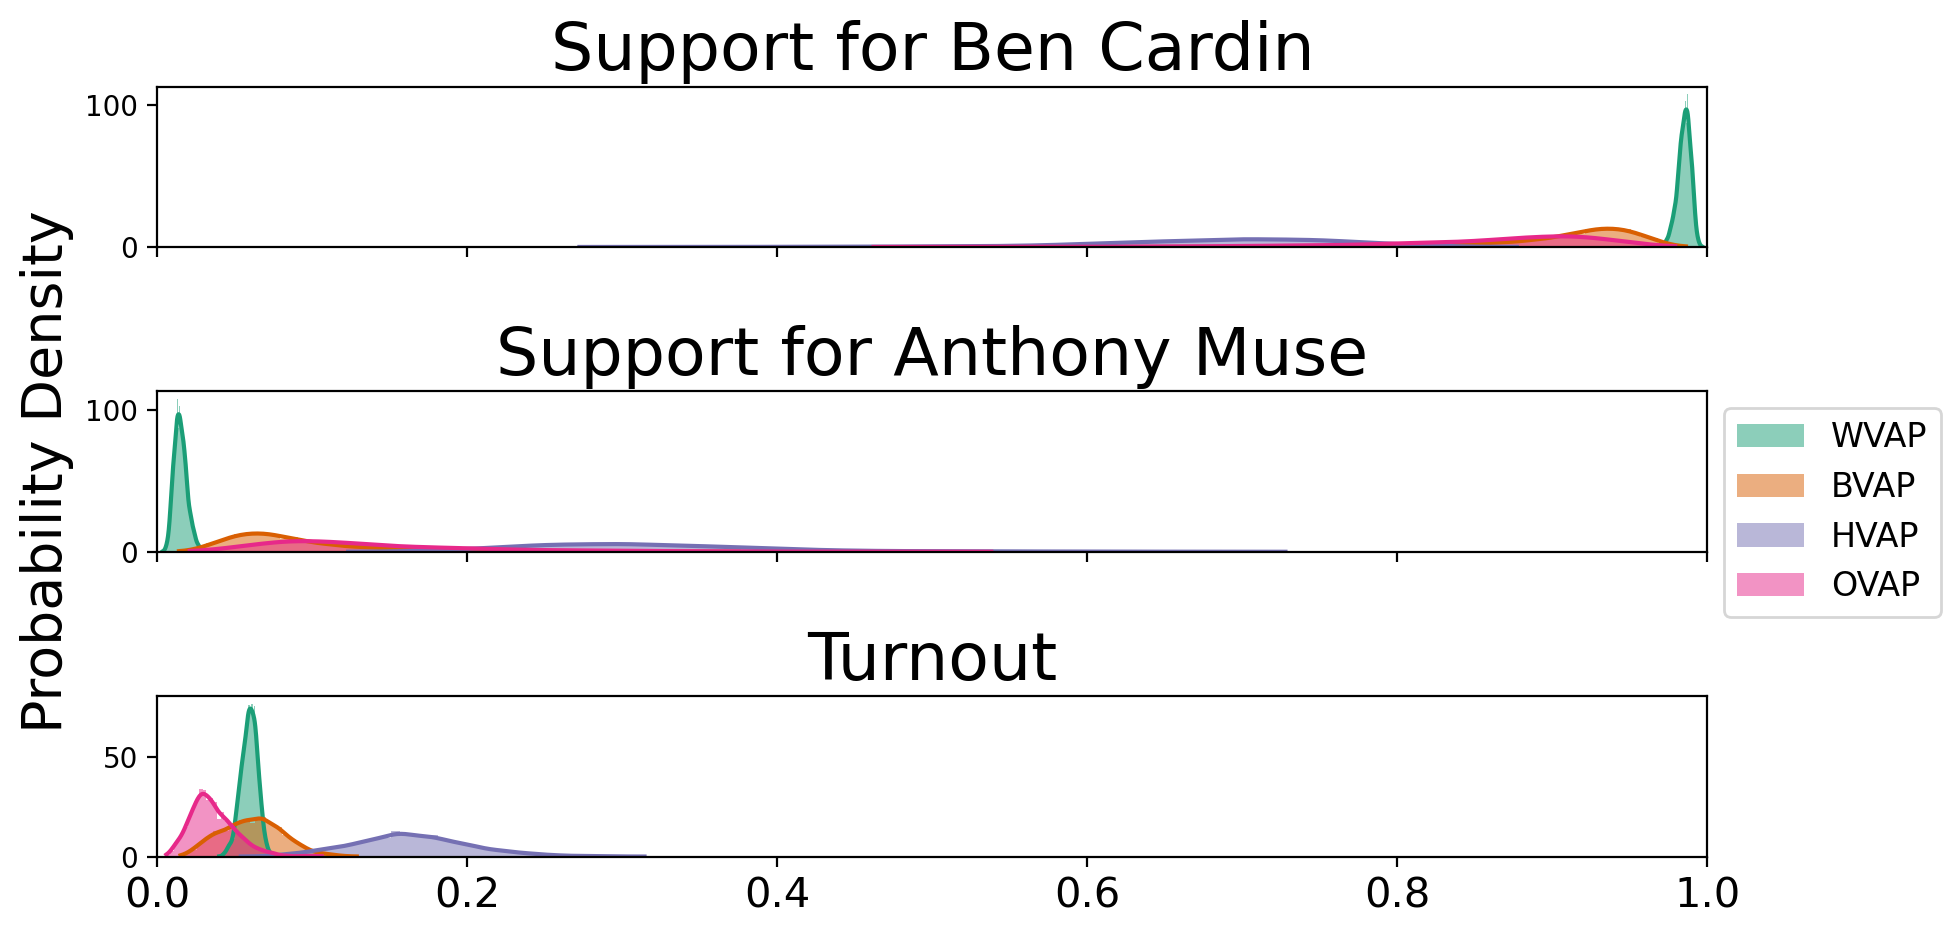 Support for Ben Cardin
100
0
Support for Anthony Muse
100
0
Turnout
50
0
0.0 0.2 0.4 0.6 0.8 1.0
Probability Density
WVAP
BVAP
HVAP
OVAP